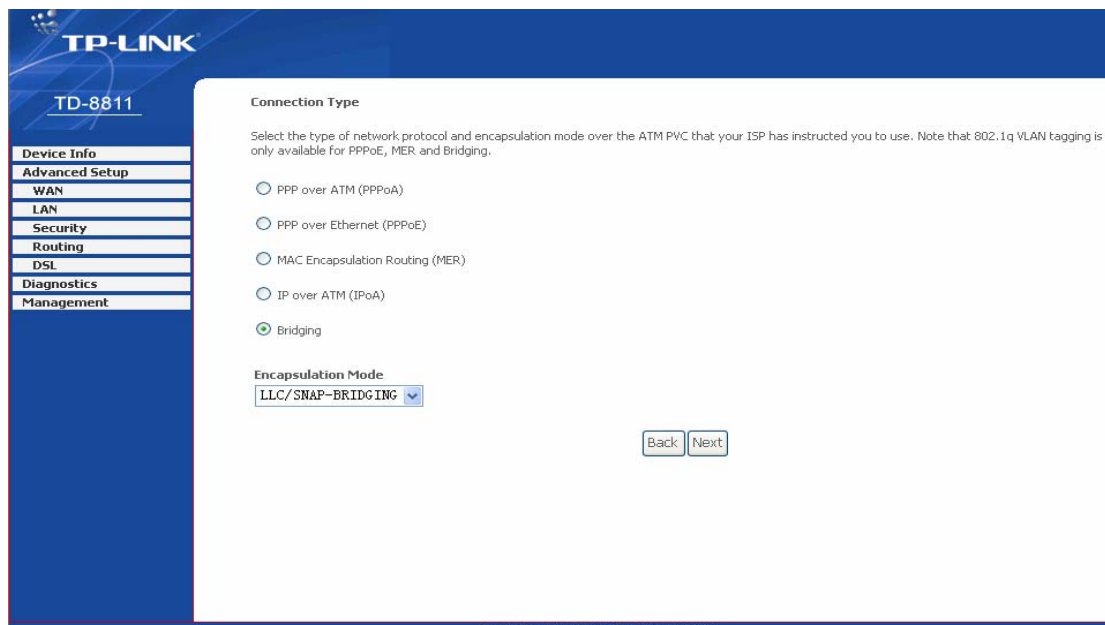 TP-LINK
TD-8811
Device Info
Advanced Setup
WAN
LAN
Security
Routing
DSL
Diagnostics
Management
Connection Type
Select the type of network protocol and encapsulation mode over the ATM PVC that your ISP has instructed you to use. Note that 802.1q VLAN tagging is
only available for PPPoE, MER and Bridging.
PPP over ATM (PPPoA)
PPP over Ethernet (PPPoE)
MAC Encapsulation Routing (MER)
IP over ATM (IPoA)
Bridging
Encapsulation Mode
LLC/SNAP-BRIDGING
Back Next